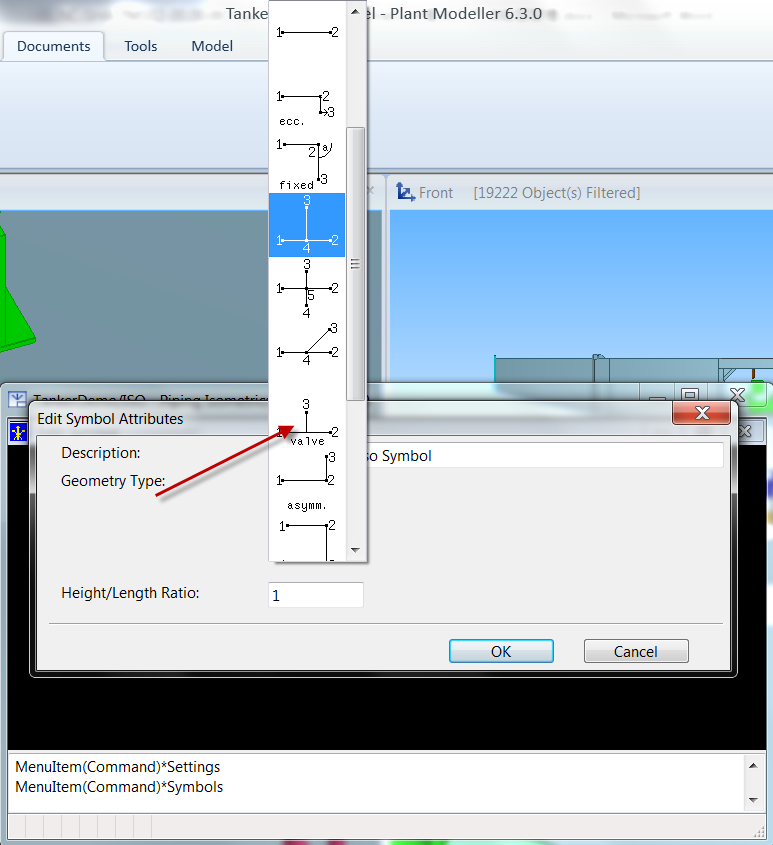 Tanker el - Plant Modeller 6.3.0
Documents Tools Model
1 2
1 2
3
ecc.
1 2 a
3
fixed
3
1 2
4
3
1 2
5
4
3
1 2
4
3
1 2
valve
3
1 2
asymm.
1 2
Front [19222 Object(s) Filtered]
TankerDemo/ISO - Piping Isometric
Edit Symbol Attributes
Description:
so Symbol
Geometry Type:
Height/Length Ratio:
1
OK Cancel
MenuItem(Command)*Settings
MenuItem(Command)*Symbols